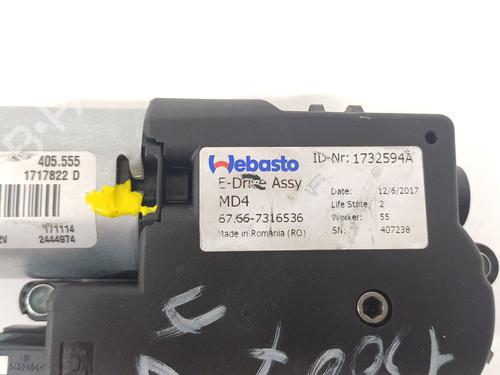 405.555
1717822 D
171114
2444974
Webasto
ID-Nr: 1732594A
E-Drive Assy
MD4
67.66-7316536
Made in Romania (RO)
Date: 12/6/2017
Life State: 2
Worker: 55
SN: 407238